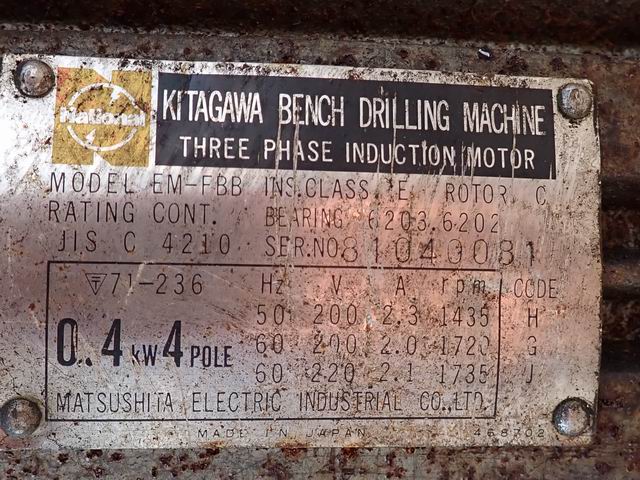 National
KITAGAWA BENCH DRILLING MACHINE
THREE PHASE INDUCTION MOTOR
MODEL EM-FBB INS.CLASS E ROTOR C
RATING CONT. BEARING 6203.6202
JIS C 4210 SER.NO.81040081
71-236 Hz V A rpm CODE
50 200 2.3 1435 H
60 200 2.0 1720 G
60 220 2.1 1735 J
0.4 kW 4 POLE
MATSUSHITA ELECTRIC INDUSTRIAL CO.,LTD.
MADE IN JAPAN